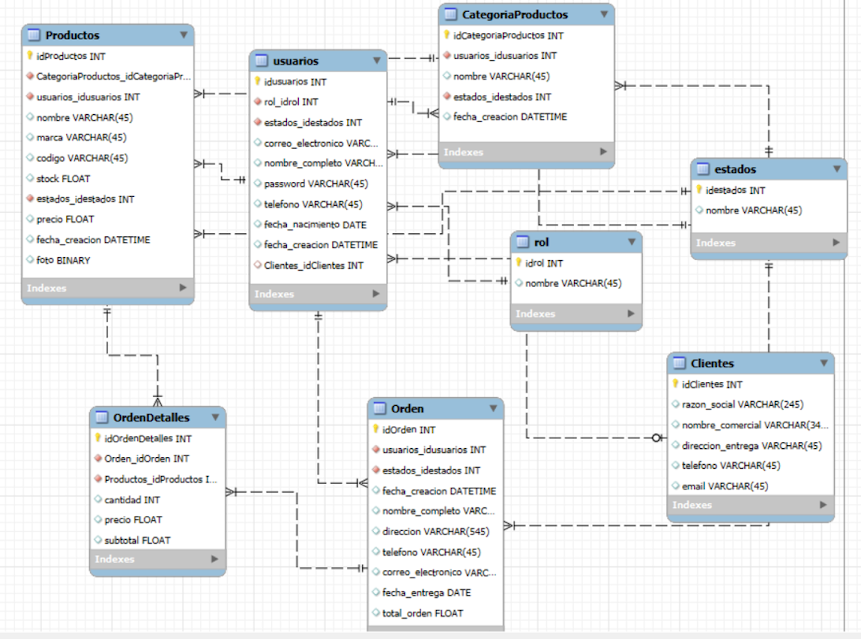 Productos
idProductos INT
CategoriaProductos_idCategoriaPr...
usuarios_idusuarios INT
nombre VARCHAR(45)
marca VARCHAR(45)
codigo VARCHAR(45)
stock FLOAT
estados_idestados INT
precio FLOAT
fecha_creacion DATETIME
foto BINARY
Indexes
usuarios
idusuarios INT
rol_idrol INT
estados_idestados INT
correo_electronico VARC...
nombre_completo VARCH...
password VARCHAR(45)
telefono VARCHAR(45)
fecha_nacimiento DATE
fecha_creacion DATETIME
Clientes_idClientes INT
Indexes
CategoriaProductos
idCategoriaProductos INT
usuarios_idusuarios INT
nombre VARCHAR(45)
estados_idestados INT
fecha_creacion DATETIME
Indexes
estados
idestados INT
nombre VARCHAR(45)
Indexes
rol
idrol INT
nombre VARCHAR(45)
Indexes
Clientes
idClientes INT
razon_social VARCHAR(245)
nombre_comercial VARCHAR(34...
direccion_entrega VARCHAR(45)
telefono VARCHAR(45)
email VARCHAR(45)
Indexes
OrdenDetalles
idOrdenDetalles INT
Orden_idOrden INT
Productos_idProductos I...
cantidad INT
precio FLOAT
subtotal FLOAT
Indexes
Orden
idOrden INT
usuarios_idusuarios INT
estados_idestados INT
fecha_creacion DATETIME
nombre_completo VARC...
direccion VARCHAR(545)
telefono VARCHAR(45)
correo_electronico VARC...
fecha_entrega DATE
total_orden FLOAT